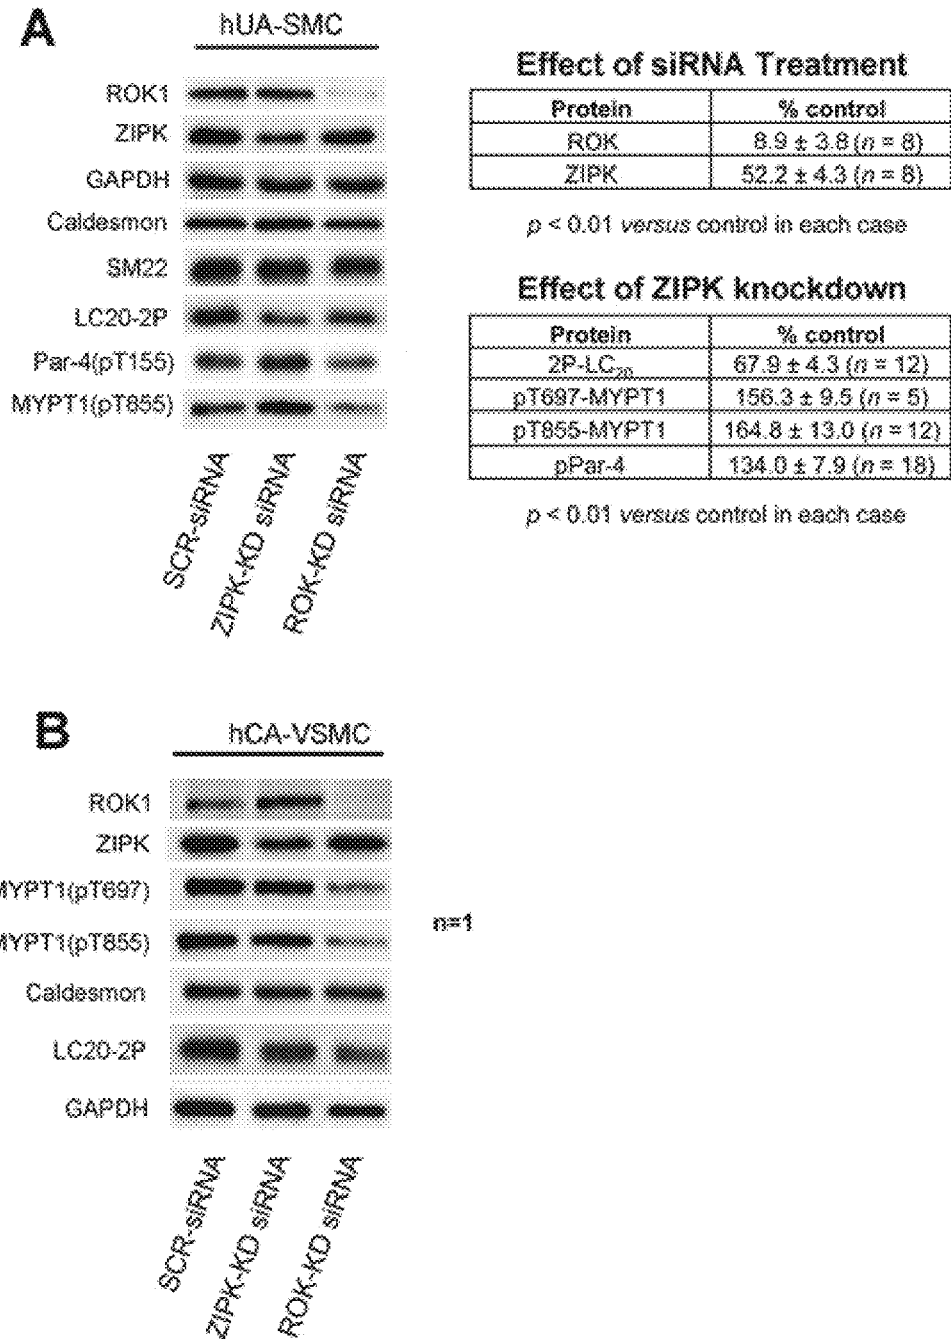 A
hUA-SMC
ROK1
ZIPK
GAPDH
Caldesmon
SM22
LC20-2P
Par-4(pT155)
MYPT1(pT855)
SCR-siRNA
ZIPK-KD siRNA
ROK-KD siRNA
Effect of siRNA Treatment
Protein % control
ROK 8.9 ± 3.8 (n = 8)
ZIPK 52.2 ± 4.3 (n = 8)
p < 0.01 versus control in each case
Effect of ZIPK knockdown
Protein % control
2P-LC20 67.9 ± 4.3 (n = 12)
pT697-MYPT1 156.3 ± 9.5 (n = 5)
pT855-MYPT1 164.8 ± 13.0 (n = 12)
pPar-4 134.0 ± 7.9 (n = 18)
p < 0.01 versus control in each case
B
hCA-VSMC
ROK1
ZIPK
MYPT1(pT697)
MYPT1(pT855)
Caldesmon
LC20-2P
GAPDH
n=1
SCR-siRNA
ZIPK-KD siRNA
ROK-KD siRNA